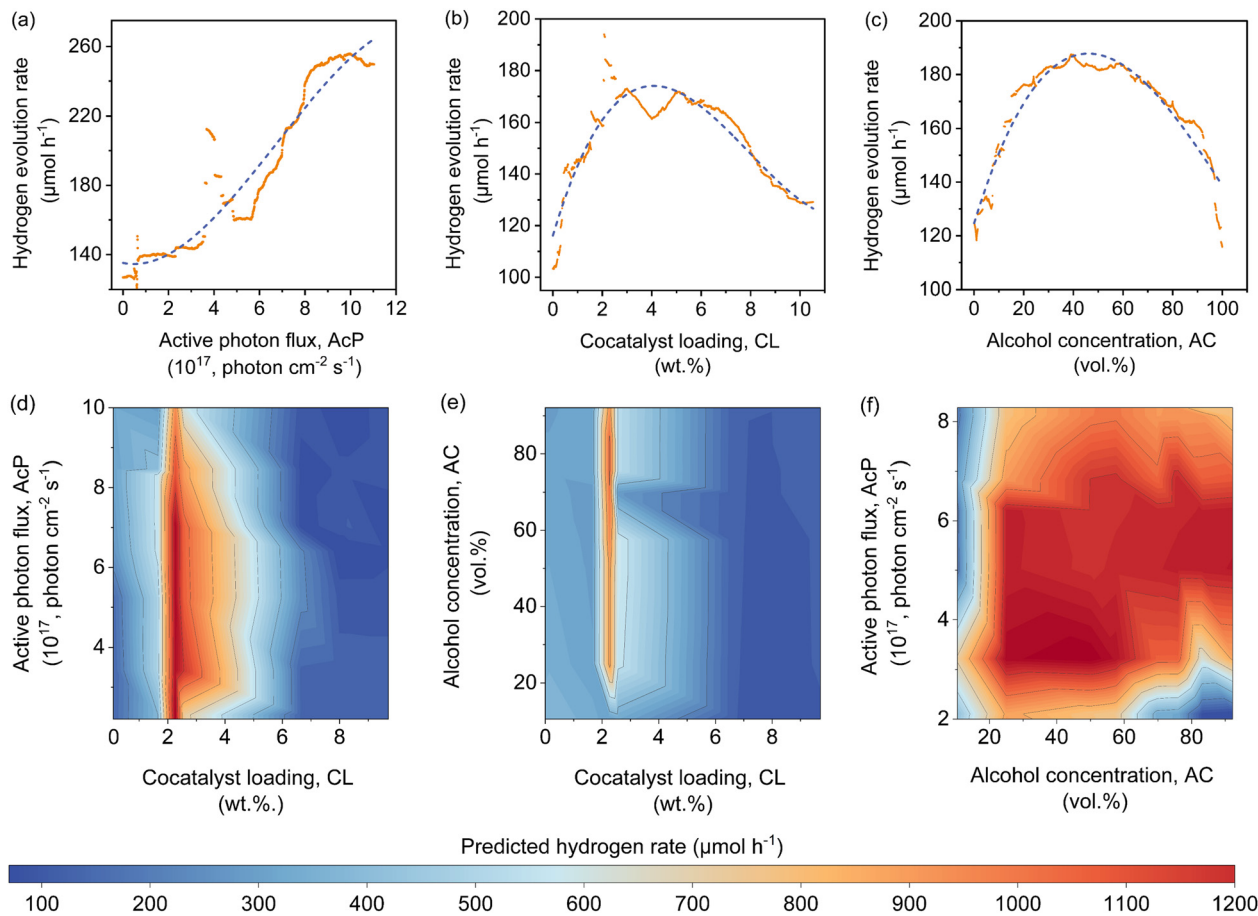 (a)
Hydrogen evolution rate
(µmol h⁻¹)
260
220
180
140
0 2 4 6 8 10 12
Active photon flux, AcP
(10¹⁷, photon cm⁻² s⁻¹)
(b)
Hydrogen evolution rate
(µmol h⁻¹)
200
180
160
140
120
100
0 2 4 6 8 10
Cocatalyst loading, CL
(wt.%)
(c)
Hydrogen evolution rate
(µmol h⁻¹)
200
180
160
140
120
100
0 20 40 60 80 100
Alcohol concentration, AC
(vol.%)
(d)
Active photon flux, AcP
(10¹⁷, photon cm⁻² s⁻¹)
10
8
6
4
0 2 4 6 8
Cocatalyst loading, CL
(wt.%.)
(e)
Alcohol concentration, AC
(vol.%)
80
60
40
20
0 2 4 6 8
Cocatalyst loading, CL
(wt.%)
(f)
Active photon flux, AcP
(10¹⁷, photon cm⁻² s⁻¹)
8
6
4
2
20 40 60 80
Alcohol concentration, AC
(vol.%)
Predicted hydrogen rate (µmol h⁻¹)
100 200 300 400 500 600 700 800 900 1000 1100 1200